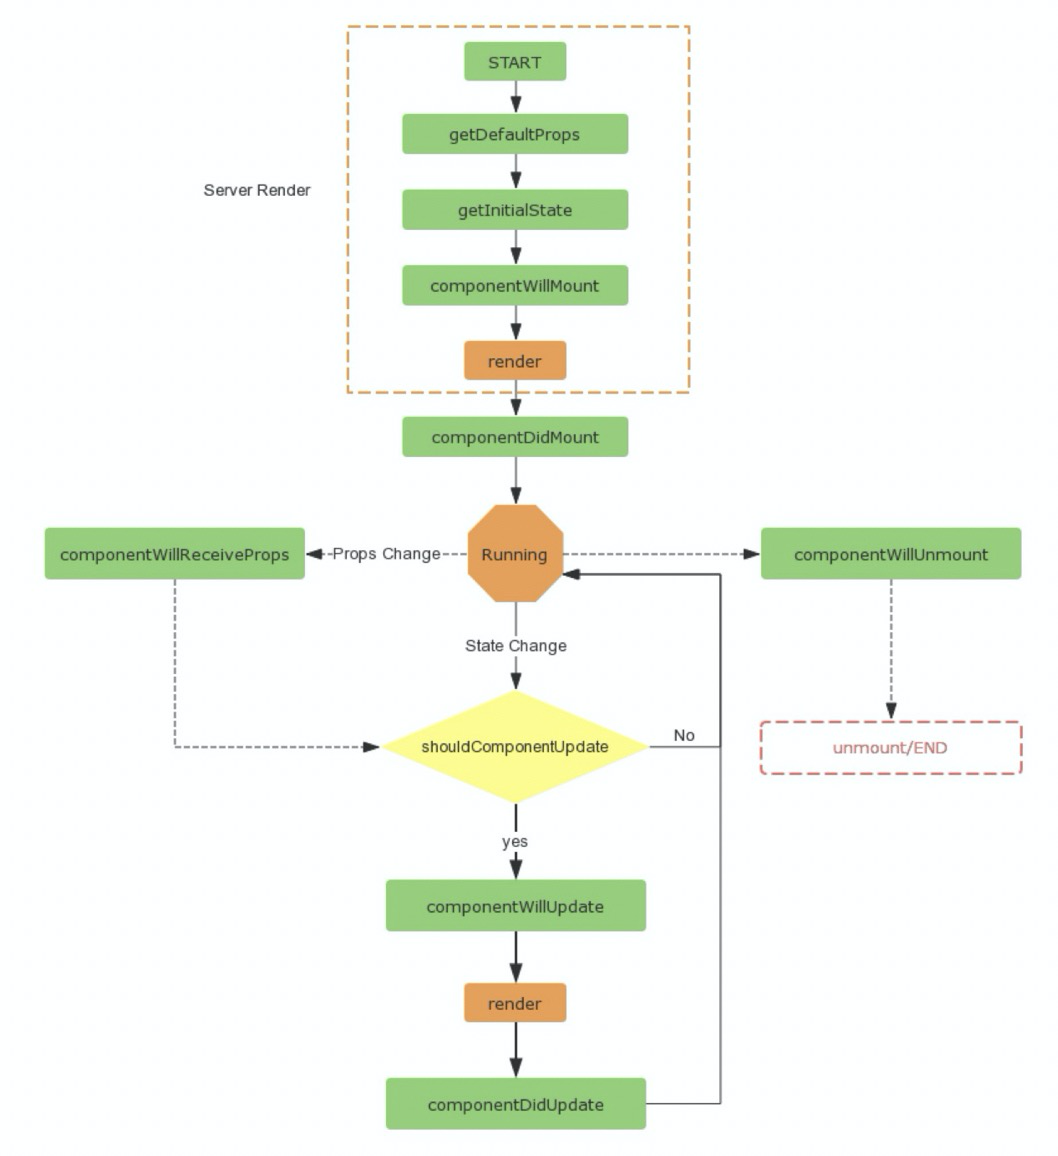 START
getDefaultProps
Server Render
getInitialState
componentWillMount
render
componentDidMount
componentWillReceiveProps
Props Change
Running
componentWillUnmount
State Change
shouldComponentUpdate
No
unmount/END
yes
componentWillUpdate
render
componentDidUpdate